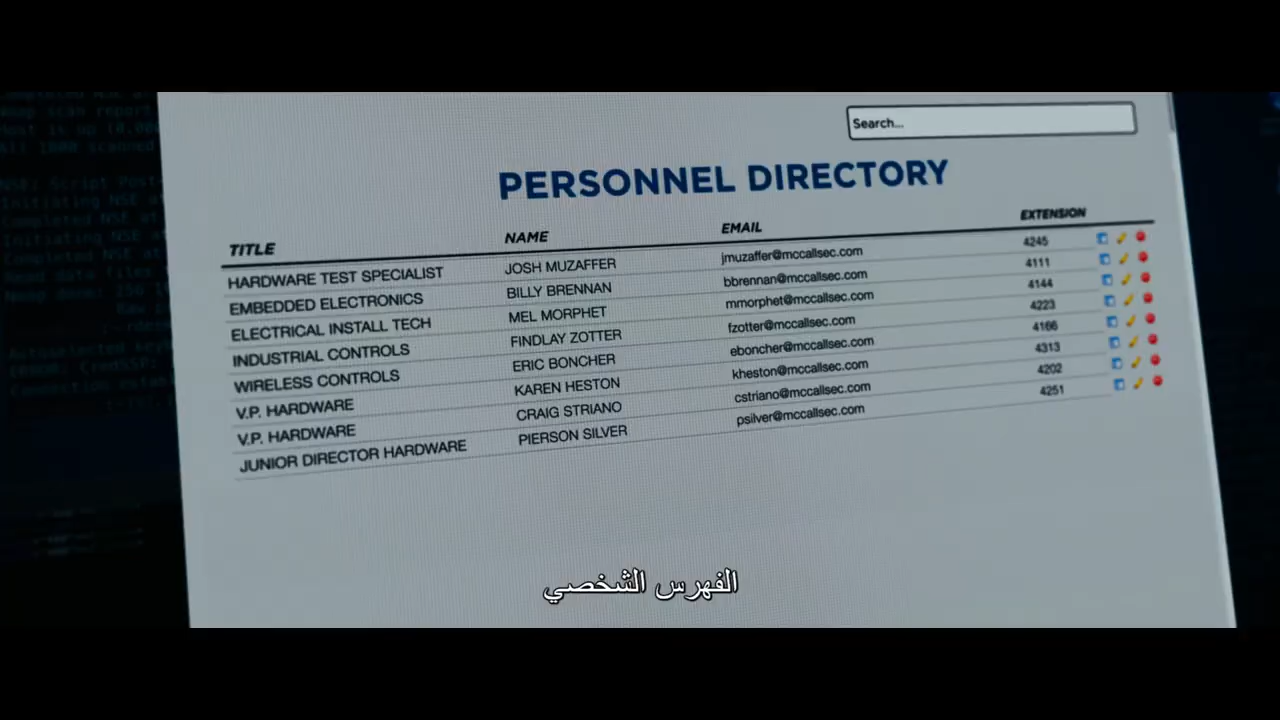 Search...
PERSONNEL DIRECTORY
TITLE NAME EMAIL EXTENSION
HARDWARE TEST SPECIALIST JOSH MUZAFFER jmuzaffer@mccallsec.com 4245
EMBEDDED ELECTRONICS BILLY BRENNAN bbrennan@mccallsec.com 4111
ELECTRICAL INSTALL TECH MEL MORPHET mmorphet@mccallsec.com 4144
INDUSTRIAL CONTROLS FINDLAY ZOTTER fzotter@mccallsec.com 4223
WIRELESS CONTROLS ERIC BONCHER eboncher@mccallsec.com 4166
V.P. HARDWARE KAREN HESTON kheston@mccallsec.com 4313
V.P. HARDWARE CRAIG STRIANO cstriano@mccallsec.com 4202
JUNIOR DIRECTOR HARDWARE PIERSON SILVER psilver@mccallsec.com 4251
الفهرس الشخصي